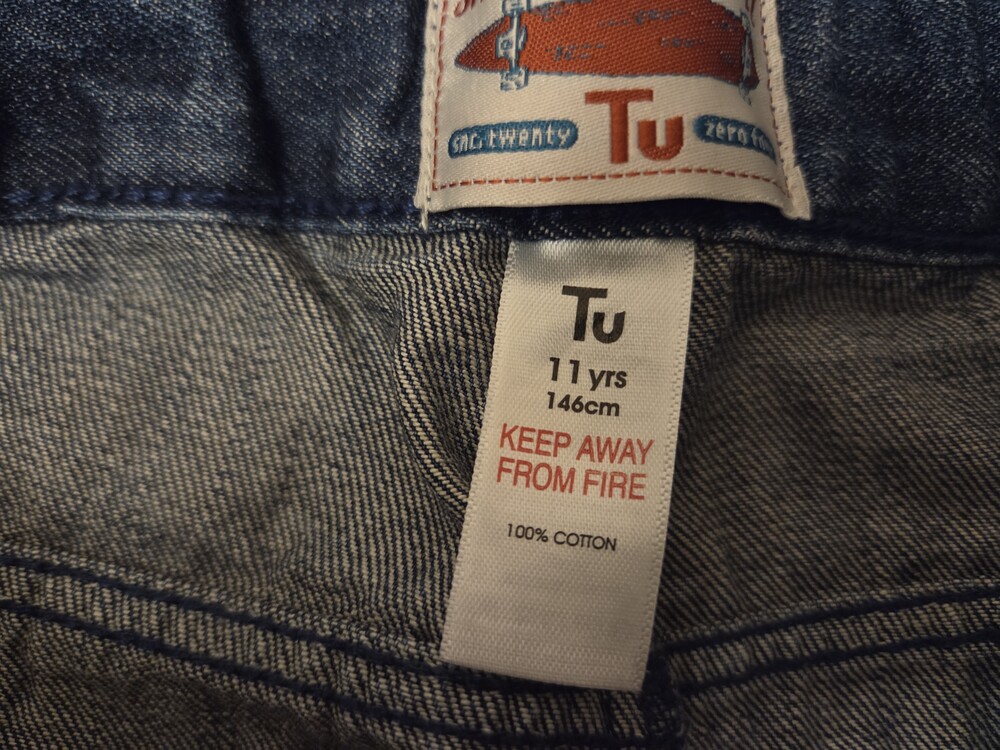 snc. twenty Tu zero
Tu
11 yrs
146cm
KEEP AWAY
FROM FIRE
100% COTTON